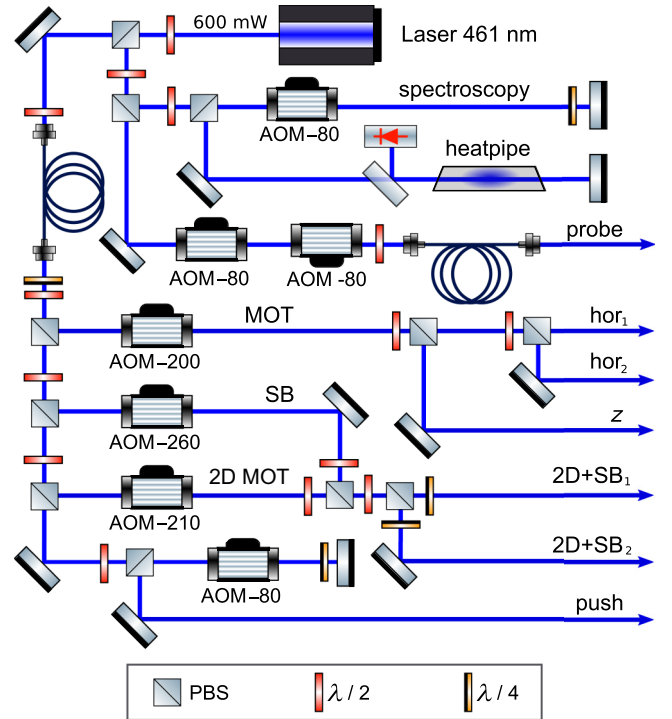 600 mW
Laser 461 nm
spectroscopy
AOM–80
heatpipe
probe
AOM–80
AOM -80
MOT
hor₁
AOM–200
hor₂
SB
z
AOM–260
2D MOT
2D+SB₁
AOM–210
2D+SB₂
AOM–80
push
PBS
λ / 2
λ / 4